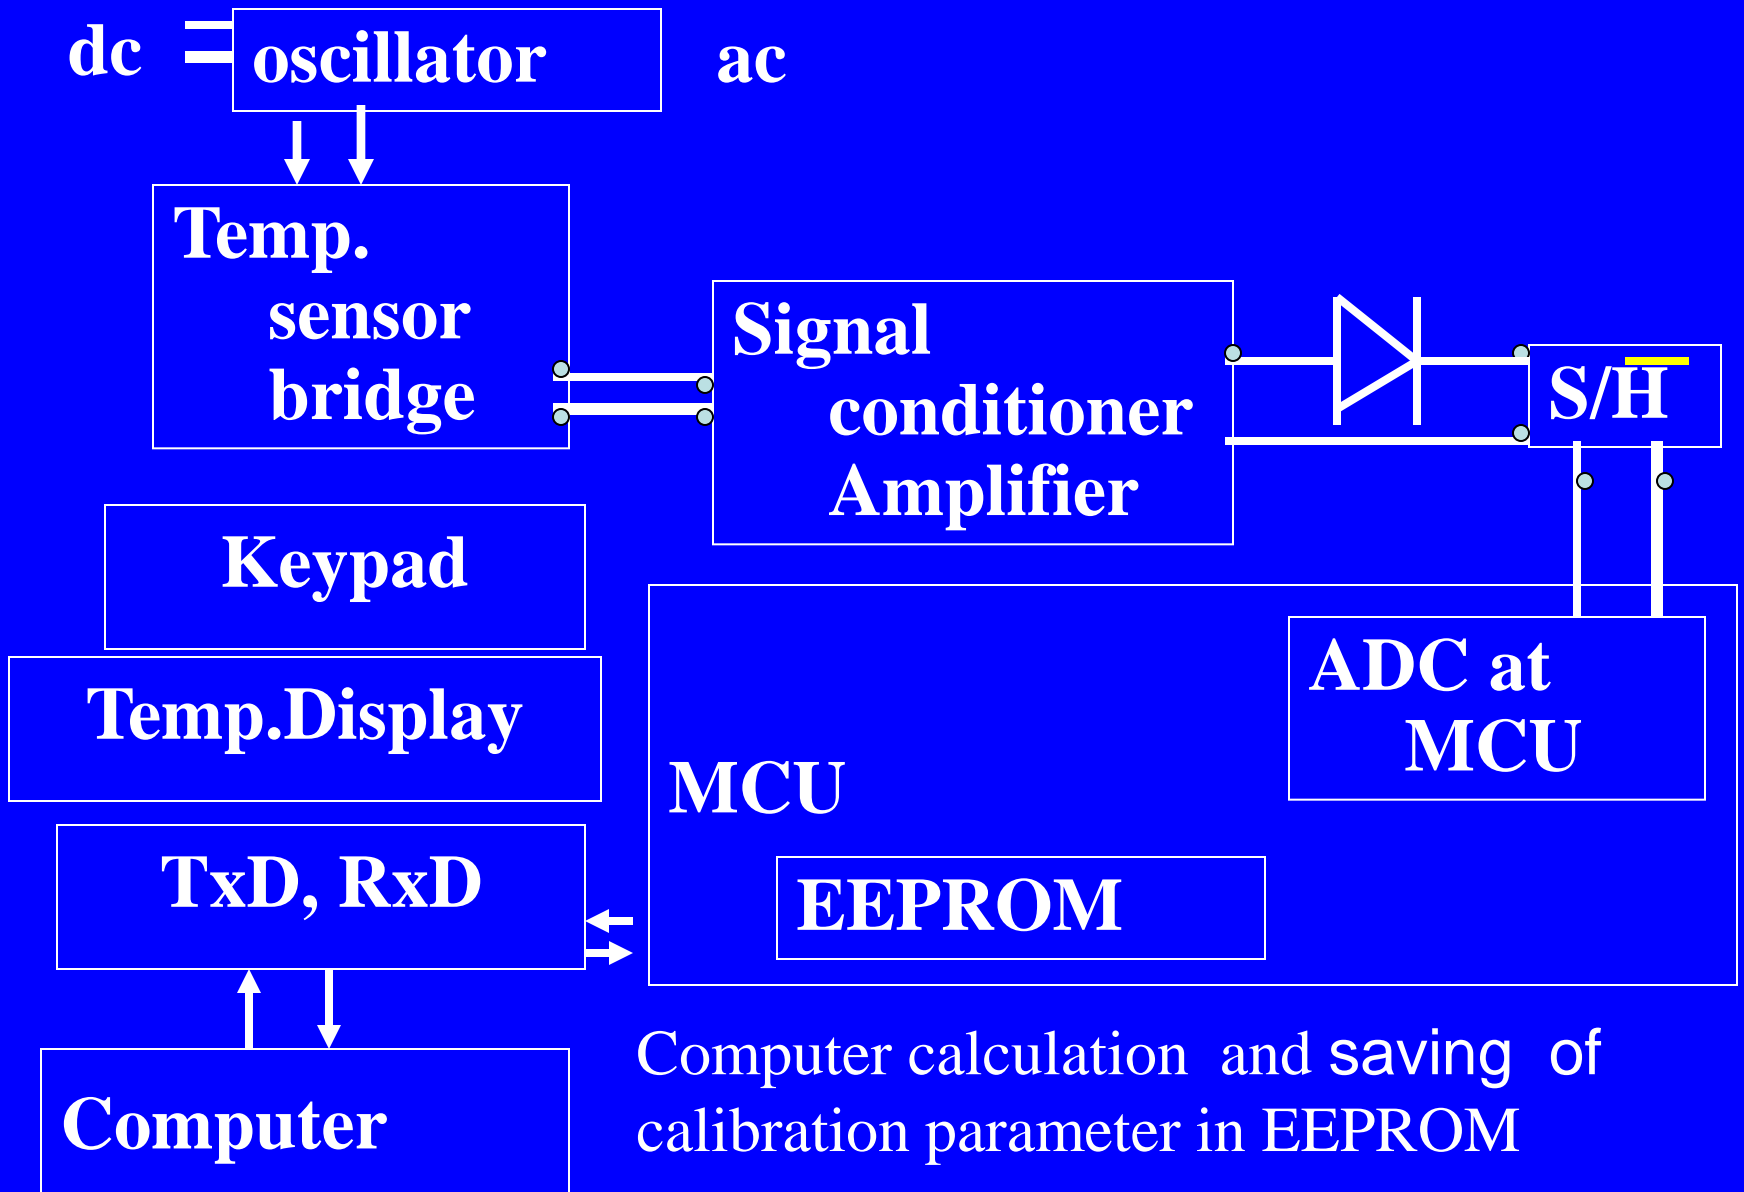 dc
oscillator
ac
Temp.
sensor
bridge
Signal
conditioner
Amplifier
S/H
Keypad
Temp.Display
ADC at
MCU
MCU
TxD, RxD
EEPROM
Computer
Computer calculation and saving of
calibration parameter in EEPROM